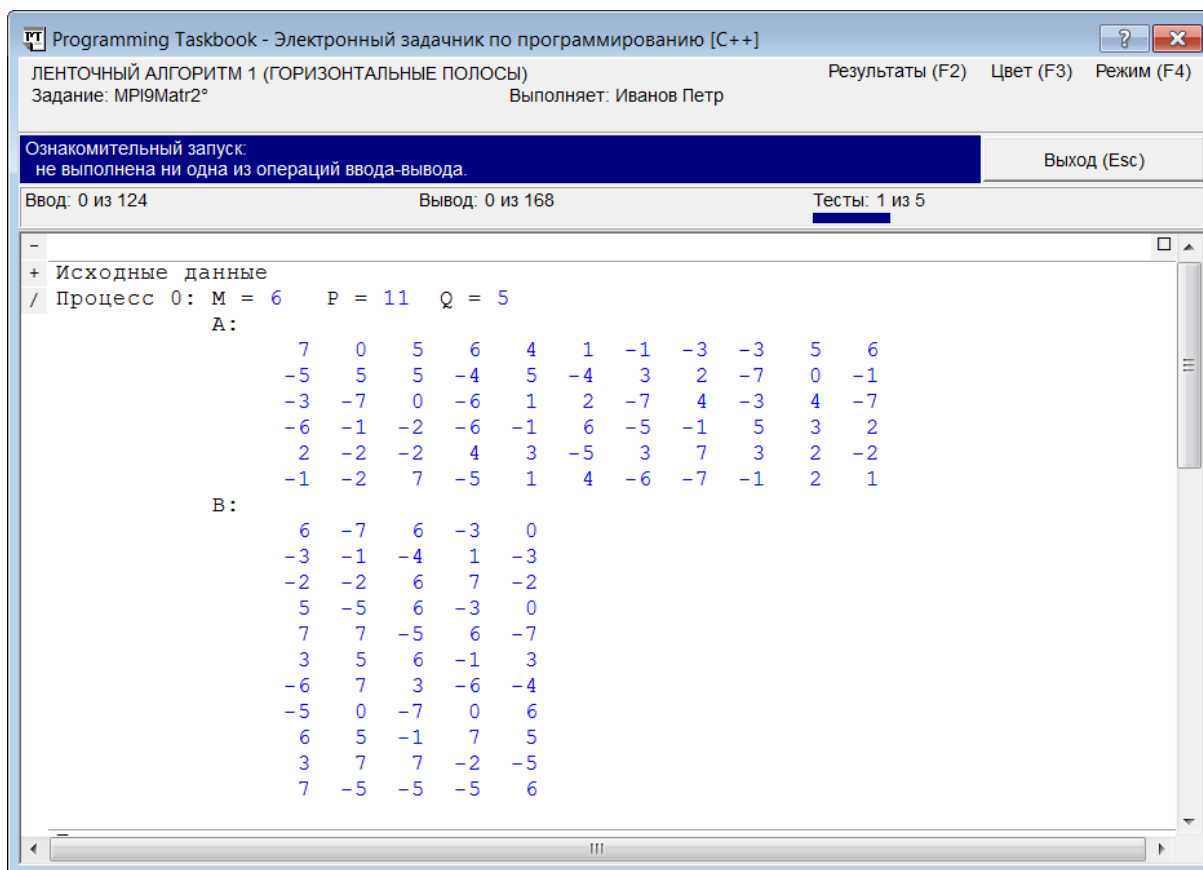 Programming Taskbook - Электронный задачник по программированию [C++]
ЛЕНТОЧНЫЙ АЛГОРИТМ 1 (ГОРИЗОНТАЛЬНЫЕ ПОЛОСЫ) Результаты (F2) Цвет (F3) Режим (F4)
Задание: MPI9Matr2° Выполняет: Иванов Петр
Ознакомительный запуск:
не выполнена ни одна из операций ввода-вывода.
Выход (Esc)
Ввод: 0 из 124 Вывод: 0 из 168 Тесты: 1 из 5
Исходные данные
Процесс 0: M = 6 P = 11 Q = 5
A:
7 0 5 6 4 1 -1 -3 -3 5 6
-5 5 5 -4 5 -4 3 2 -7 0 -1
-3 -7 0 -6 1 2 -7 4 -3 4 -7
-6 -1 -2 -6 -1 6 -5 -1 5 3 2
2 -2 -2 4 3 -5 3 7 3 2 -2
-1 -2 7 -5 1 4 -6 -7 -1 2 1
B:
6 -7 6 -3 0
-3 -1 -4 1 -3
-2 -2 6 7 -2
5 -5 6 -3 0
7 7 -5 6 -7
3 5 6 -1 3
-6 7 3 -6 -4
-5 0 -7 0 6
6 5 -1 7 5
3 7 7 -2 -5
7 -5 -5 -5 6